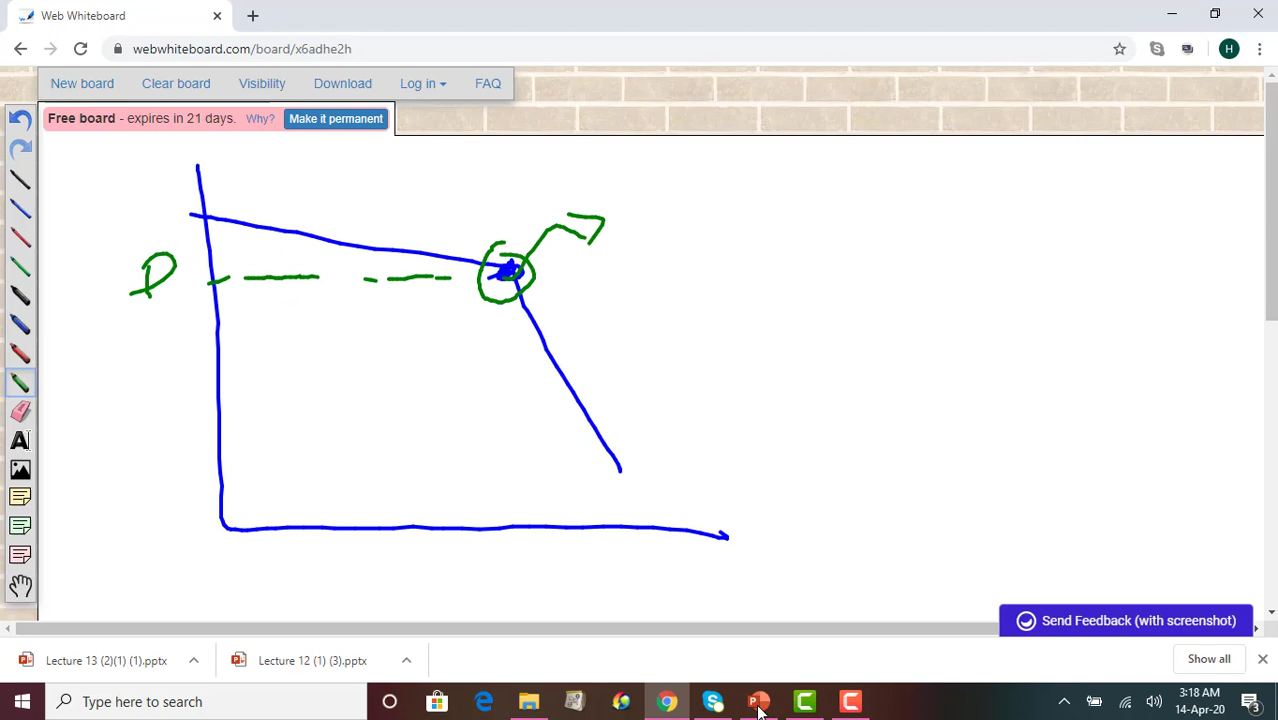 Web Whiteboard
webwhiteboard.com/board/x6adhe2h
H
New board Clear board Visibility Download Log in FAQ
Free board - expires in 21 days. Why? Make it permanent
A
P
Send Feedback (with screenshot)
Lecture 13 (2)(1) (1).pptx Lecture 12 (1) (3).pptx Show all
Type here to search
3:18 AM
14-Apr-20
3